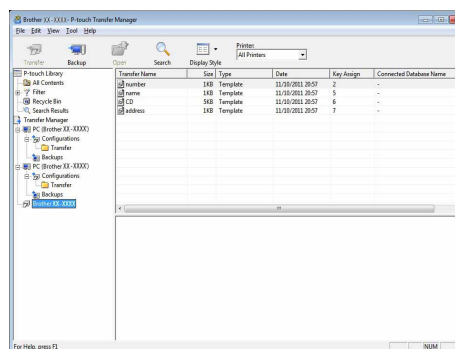 Brother XX-XXXX- P-touch Transfer Manager
File Edit View Tool Help
Transfer Backup Open Search Display Style
Printer:
All Printers
P-touch Library
All Contents
Filter
Recycle Bin
Search Results
Transfer Manager
PC (Brother XX-XXXX)
Configurations
Transfer
Backups
PC (Brother XX-XXXX)
Configurations
Transfer
Backups
Brother XX-XXXX
Transfer Name Size Type Date Key Assign Connected Database Name
number 1KB Template 11/10/2011 20:57 2 -
name 1KB Template 11/10/2011 20:57 5 -
CD 5KB Template 11/10/2011 20:57 6 -
address 1KB Template 11/10/2011 20:57 7 -
For Help, press F1
NUM